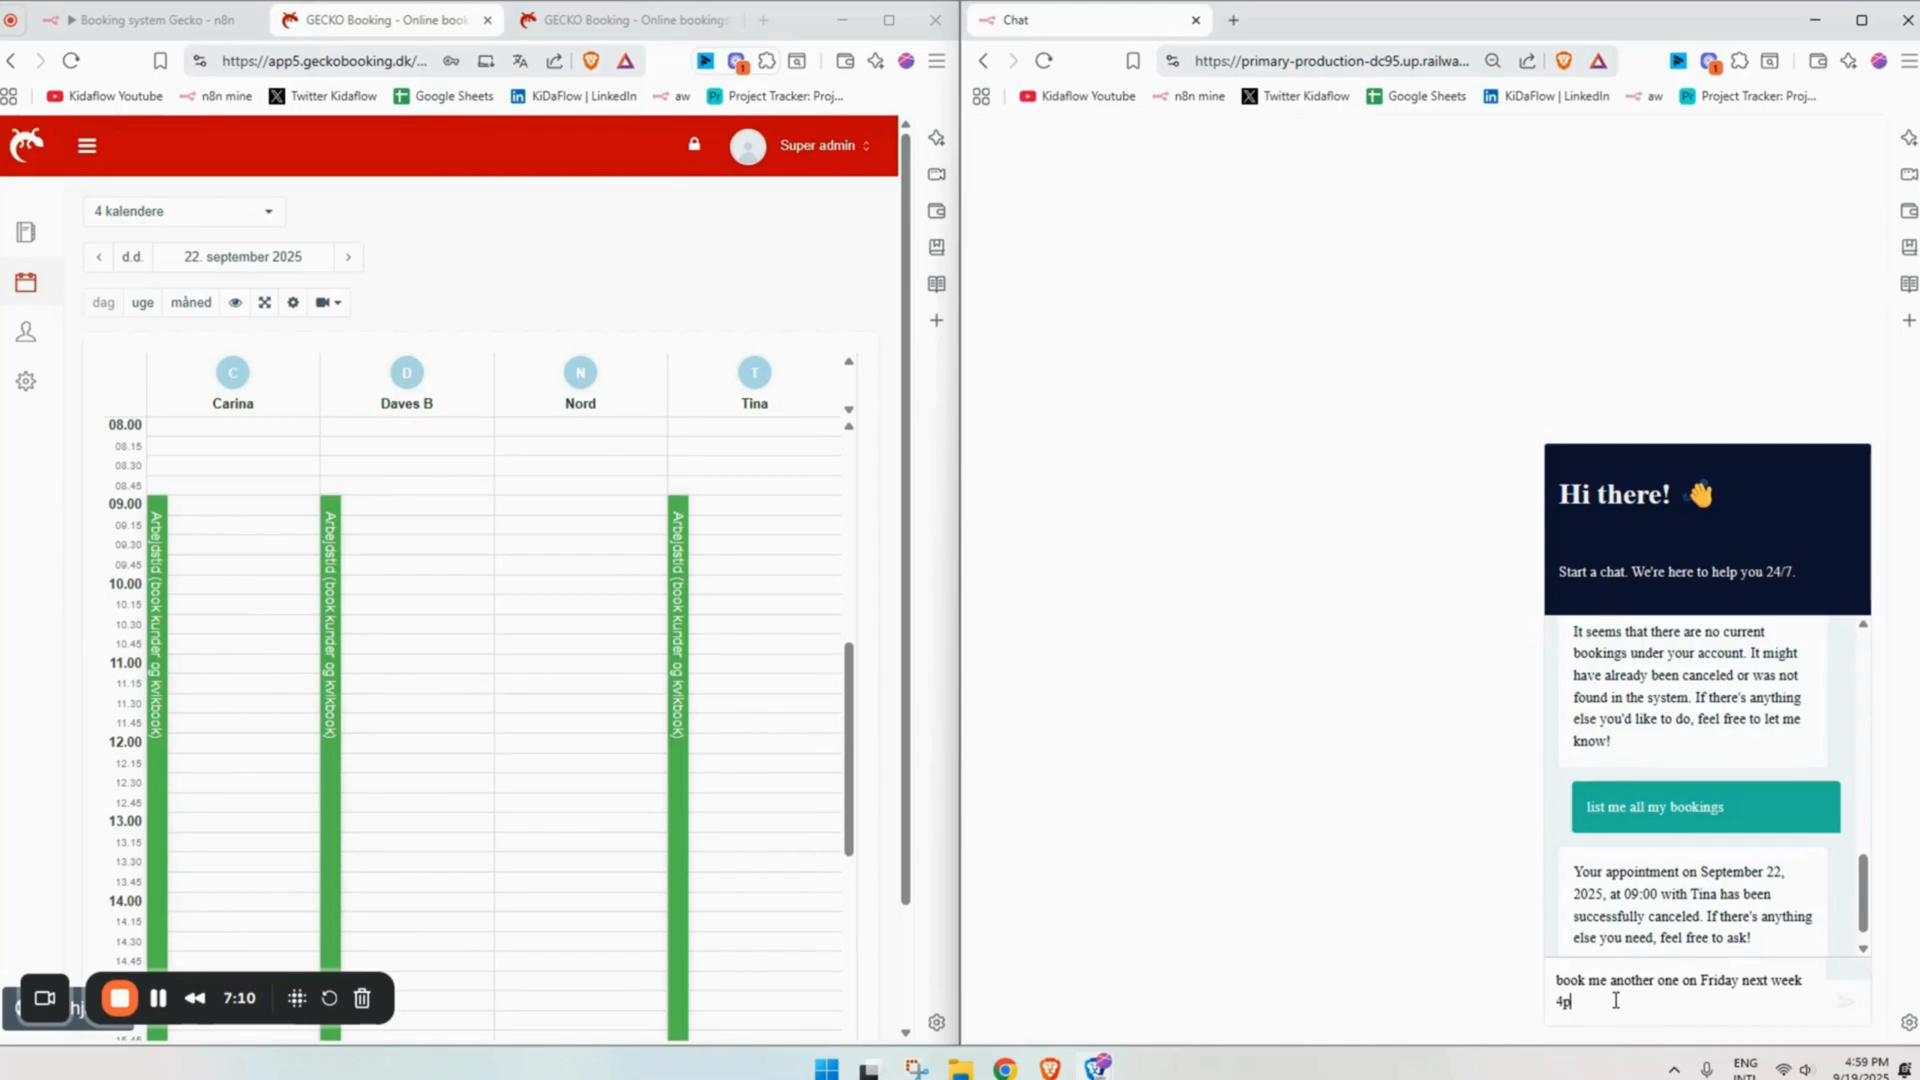 Booking system Gecko - n8n
GECKO Booking - Online book
GECKO Booking - Online bookings
Chat
https://app5.geckobooking.dk/...
https://primary-production-dc95.up.railwa...
Kidaflow Youtube
n8n mine
Twitter Kidaflow
Google Sheets
KiDaFlow | LinkedIn
aw
Project Tracker: Proj...
Kidaflow Youtube
n8n mine
Twitter Kidaflow
Google Sheets
KiDaFlow | LinkedIn
aw
Project Tracker: Proj...
Super admin
4 kalendere
d.d.
22. september 2025
dag
uge
måned
C
D
N
T
Carina
Daves B
Nord
Tina
08.00
08.15
08.30
08.45
09.00
09.15
09.30
09.45
10.00
10.15
10.30
10.45
11.00
11.15
11.30
11.45
12.00
12.15
12.30
12.45
13.00
13.15
13.30
13.45
14.00
14.15
14.30
14.45
Arbejdstid (book kunder og kvikbook)
Arbejdstid (book kunder og kvikbook)
Arbejdstid (book kunder og kvikbook)
7:10
Hi there! 👋
Start a chat. We're here to help you 24/7.
It seems that there are no current
bookings under your account. It might
have already been canceled or was not
found in the system. If there's anything
else you'd like to do, feel free to let me
know!
list me all my bookings
Your appointment on September 22,
2025, at 09:00 with Tina has been
successfully canceled. If there's anything
else you need, feel free to ask!
book me another one on Friday next week
4p
ENG
INTL
4:59 PM
9/19/2025